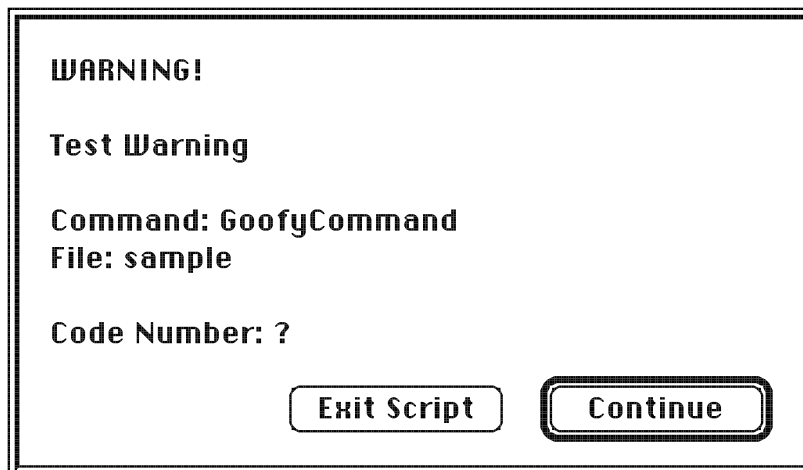 WARNING!
Test Warning
Command: GoofyCommand
File: sample
Code Number: ?
Exit Script
Continue